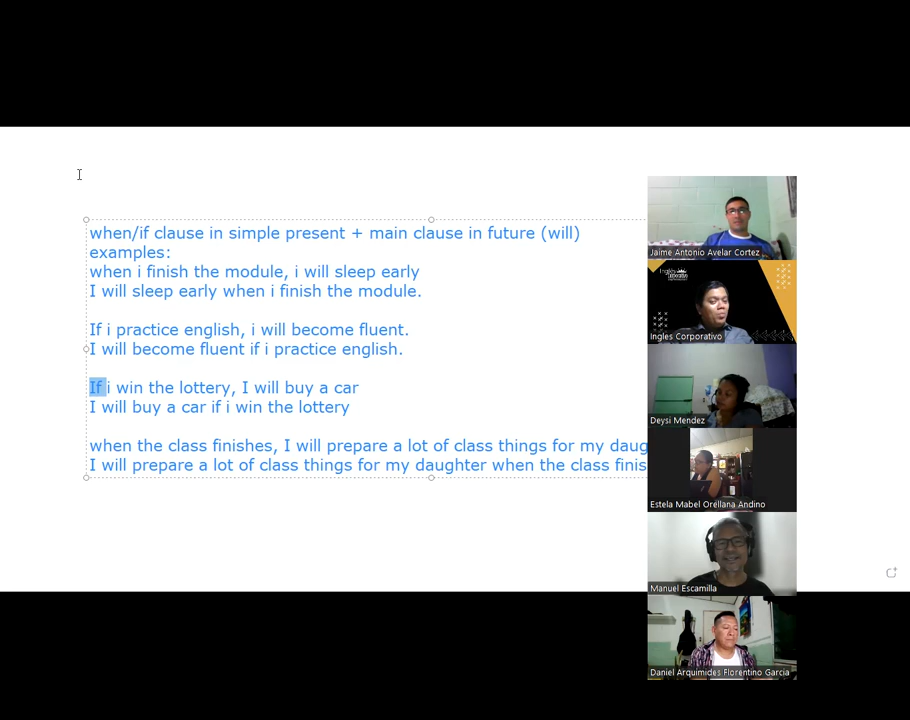 when/if clause in simple present + main clause in future (will)
examples:
when i finish the module, i will sleep early
I will sleep early when i finish the module.
If i practice english, i will become fluent.
I will become fluent if i practice english.
If i win the lottery, I will buy a car
I will buy a car if i win the lottery
when the class finishes, I will prepare a lot of class things for my daug
I will prepare a lot of class things for my daughter when the class finis
Jaime Antonio Avelar Cortez
Inglés
Corporativo
Ingles Corporativo
Deysi Mendez
Estela Mabel Orellana Andino
Manuel Escamilla
Daniel Arquimides Florentino Garcia